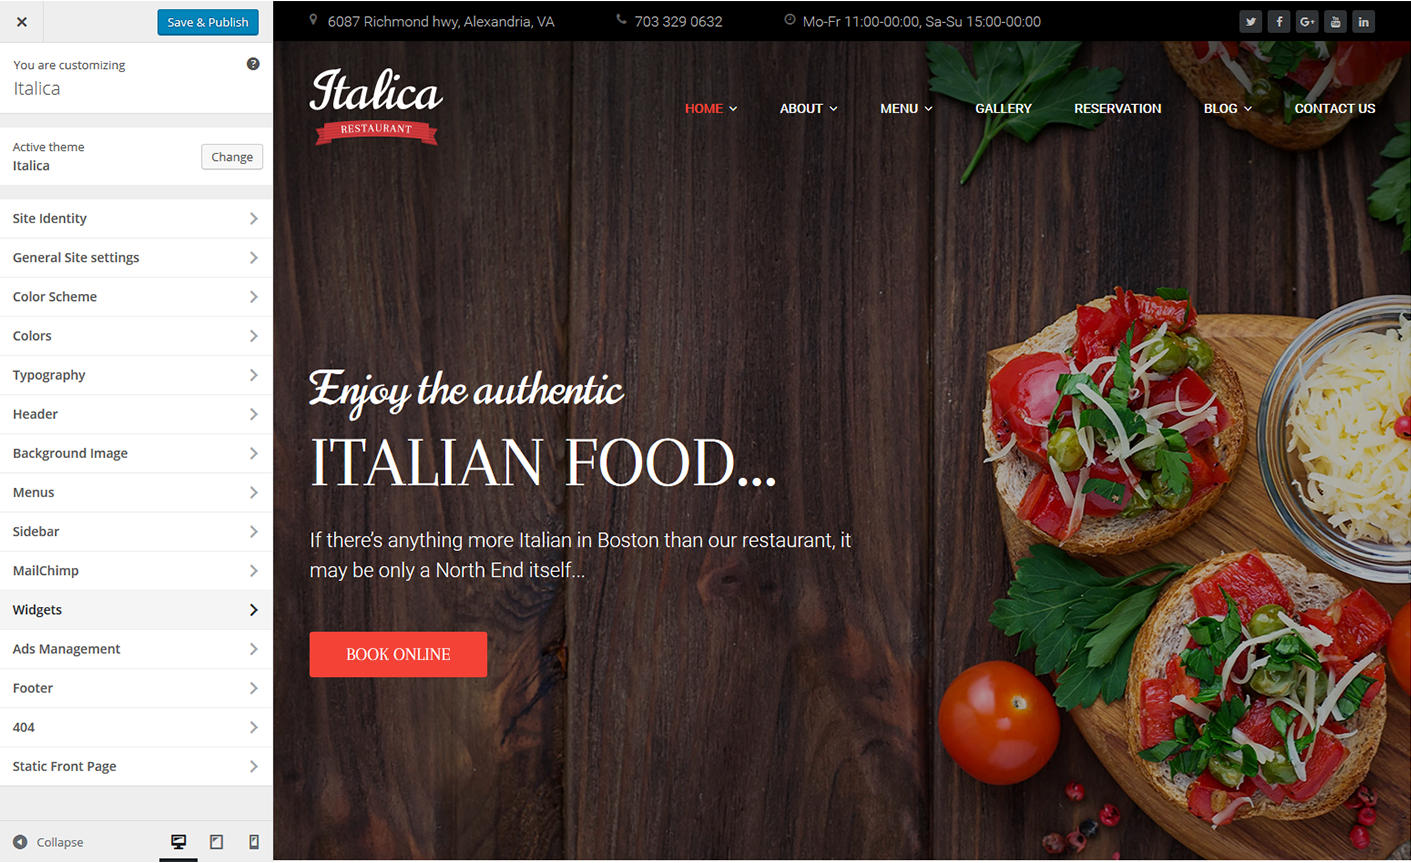 Save & Publish
You are customizing
Italica
Active theme
Italica
Change
Site Identity
General Site settings
Color Scheme
Colors
Typography
Header
Background Image
Menus
Sidebar
MailChimp
Widgets
Ads Management
Footer
404
Static Front Page
Collapse
6087 Richmond hwy, Alexandria, VA
703 329 0632
Mo-Fr 11:00-00:00, Sa-Su 15:00-00:00
Italica
RESTAURANT
HOME
ABOUT
MENU
GALLERY
RESERVATION
BLOG
CONTACT US
Enjoy the authentic
ITALIAN FOOD...
If there's anything more Italian in Boston than our restaurant, it
may be only a North End itself...
BOOK ONLINE